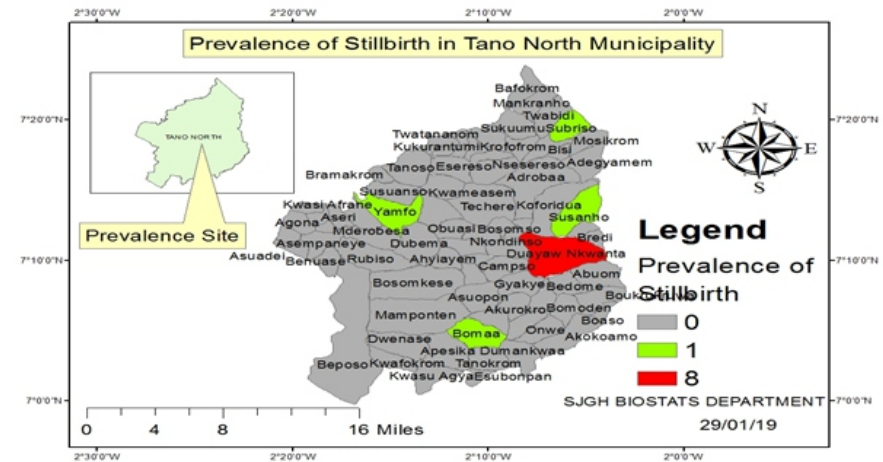 2°30'0"W 2°20'0"W 2°10'0"W 2°0'0"W
Prevalence of Stillbirth in Tano North Municipality
7°20'0"N 7°20'0"N
TANO NORTH
Prevalence Site
N
W E
S
Bafokrom
Mankranho
Twabidi
Sukuumu Subriso
Twatananom
Mosikrom
Kukurantumi Krofofrom Bisi
Tanoso Esereso Nsesereso Adegyamem
Bramakrom Adrobaa
Susuanso Kwameasem
Kwasi Afrane Yamfo Techere Koforidua
Agona Aseri Susanho
Mderobesa Obuasi Bosomso
Asempaneye Dubema Nkondinso Bredi
Asuadei Benuase Rubiso Ahyiayem Duayaw Nkwanta
7°10'0"N 7°10'0"N
Campso Abuom
Bosomkese Gyakye Bedome
Asuopon
Mamponten Akurokro Bomoden
Boaso
Dwenase Bomaa Onwe Akokoamo
Apesika Dumankwaa
Beposo Kwafokrom Tanokrom
Kwasu Agya Esubonpan
Legend
Prevalence of
Stillbirth
0
1
8
7°0'0"N 7°0'0"N
SJGH BIOSTATS DEPARTMENT
29/01/19
0 4 8 16 Miles
2°30'0"W 2°20'0"W 2°10'0"W 2°0'0"W